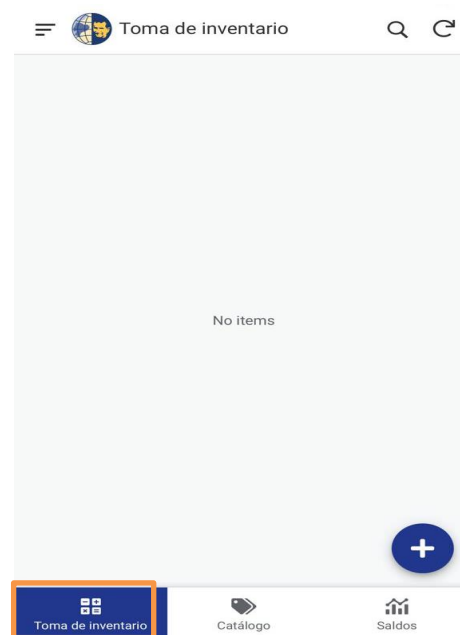 Toma de inventario
No items
Toma de inventario
Catálogo
Saldos